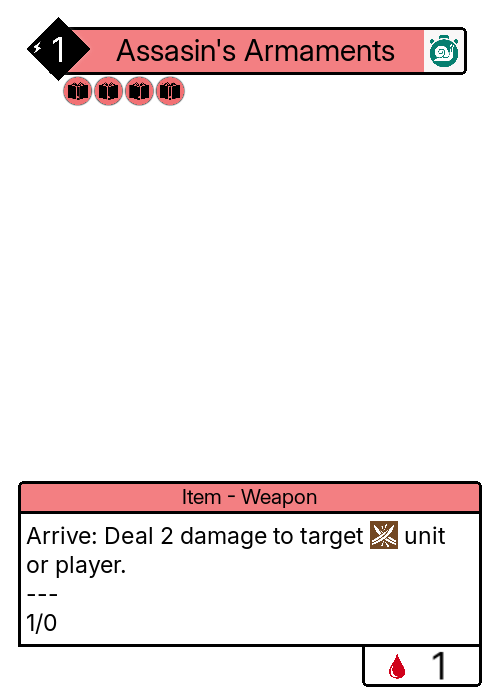 1
Assasin's Armaments
Item - Weapon
Arrive: Deal 2 damage to target unit
or player.
---
1/0
1